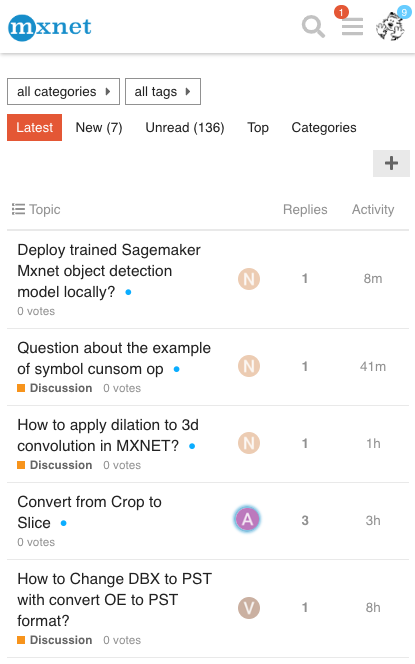 mxnet
1
9
all categories
all tags
Latest New (7) Unread (136) Top Categories
+
Topic Replies Activity
Deploy trained Sagemaker
Mxnet object detection
model locally?
0 votes
N 1 8m
Question about the example
of symbol cunsom op
Discussion 0 votes
N 1 41m
How to apply dilation to 3d
convolution in MXNET?
Discussion 0 votes
N 1 1h
Convert from Crop to
Slice
0 votes
A 3 3h
How to Change DBX to PST
with convert OE to PST
format?
Discussion 0 votes
V 1 8h